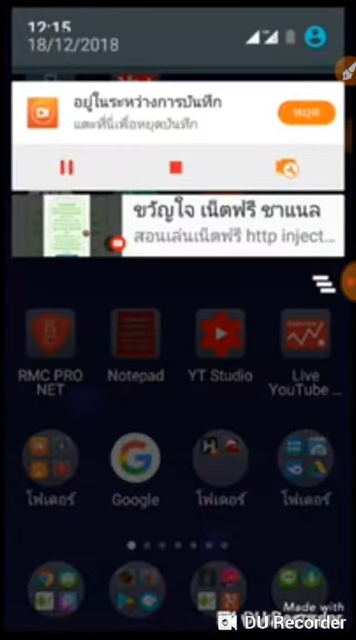 12:15
18/12/2018
อยู่ในระหว่างการบันทึก
แตะที่นี่เพื่อหยุดบันทึก
หยุด
ขวัญใจ เน็ตฟรี ชาแนล
สอนเล่นเน็ตฟรี http inject...
RMC PRO NET
Notepad
YT Studio
Live YouTube ...
โฟเดอร์
Google
โฟเดอร์
โฟเดอร์
Made with
DU Recorder